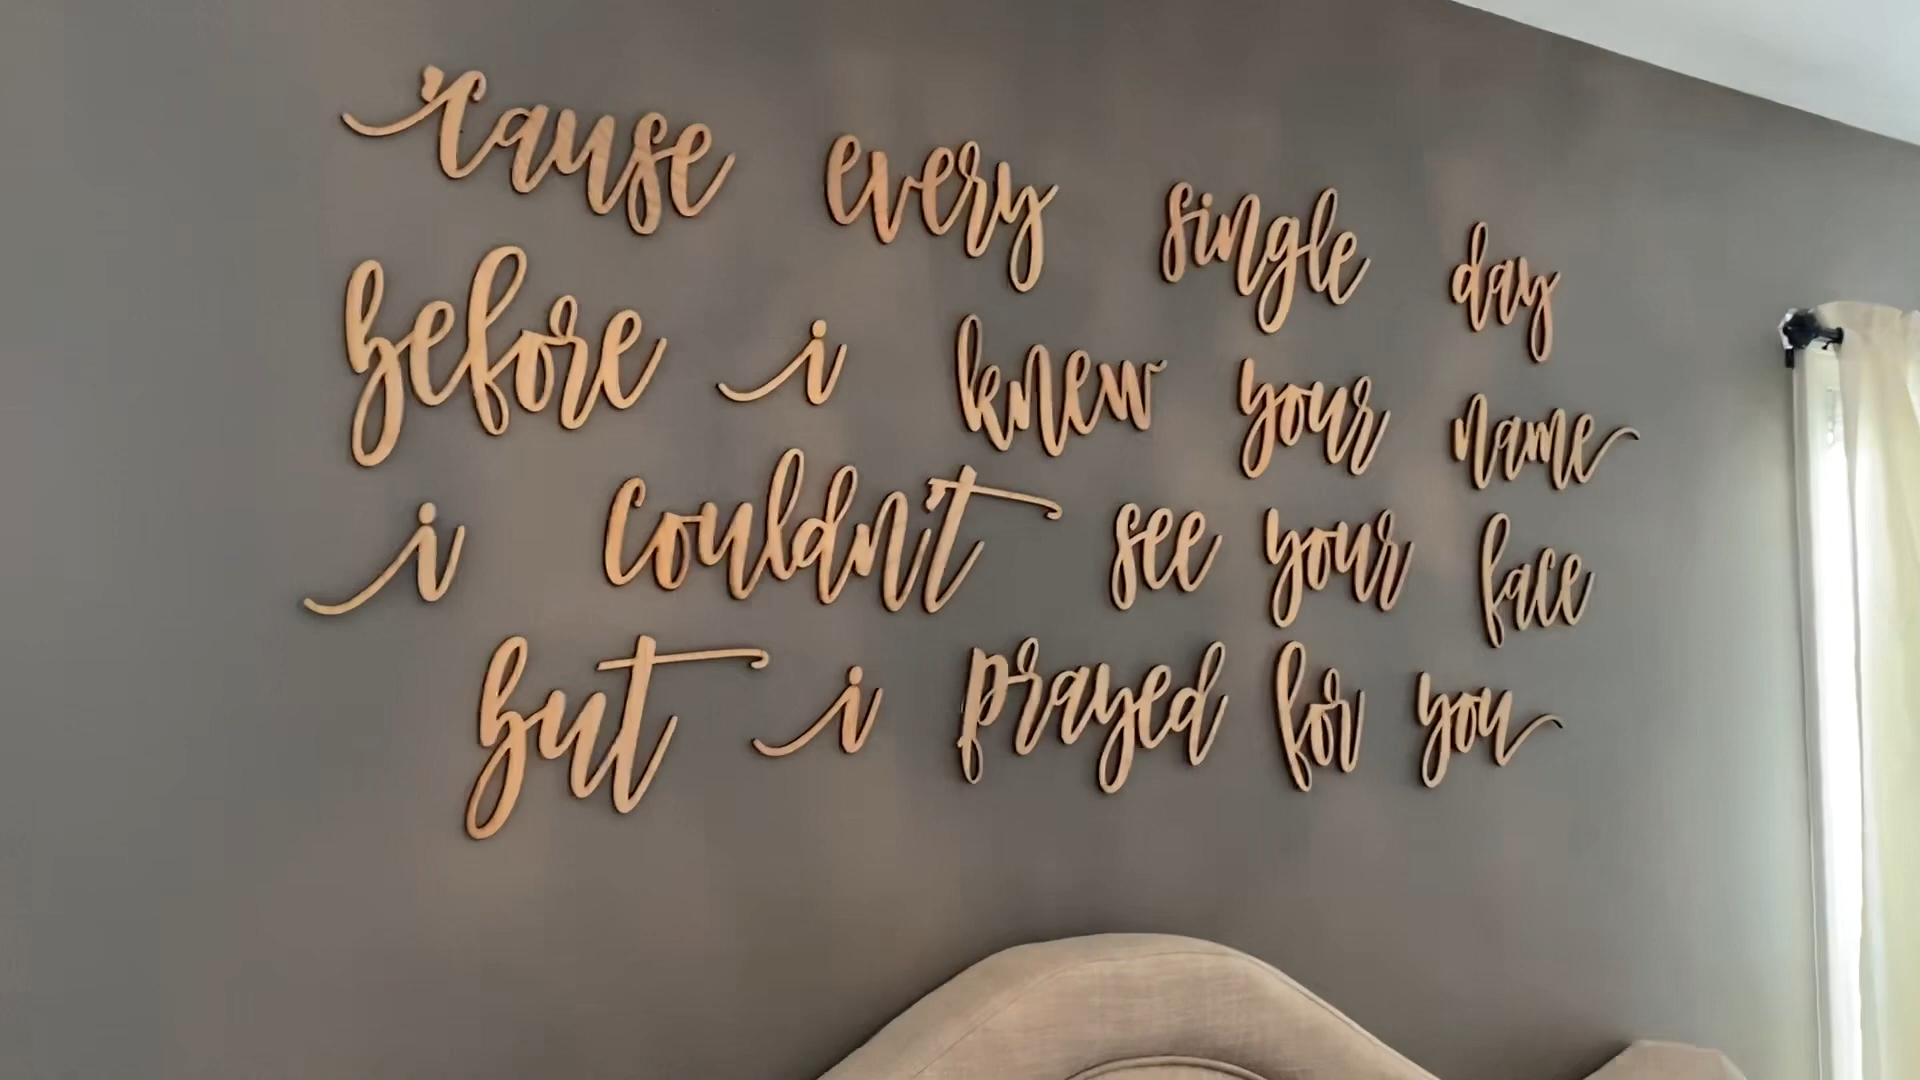 'cause every single day
before i knew your name
i couldn't see your face
but i prayed for you